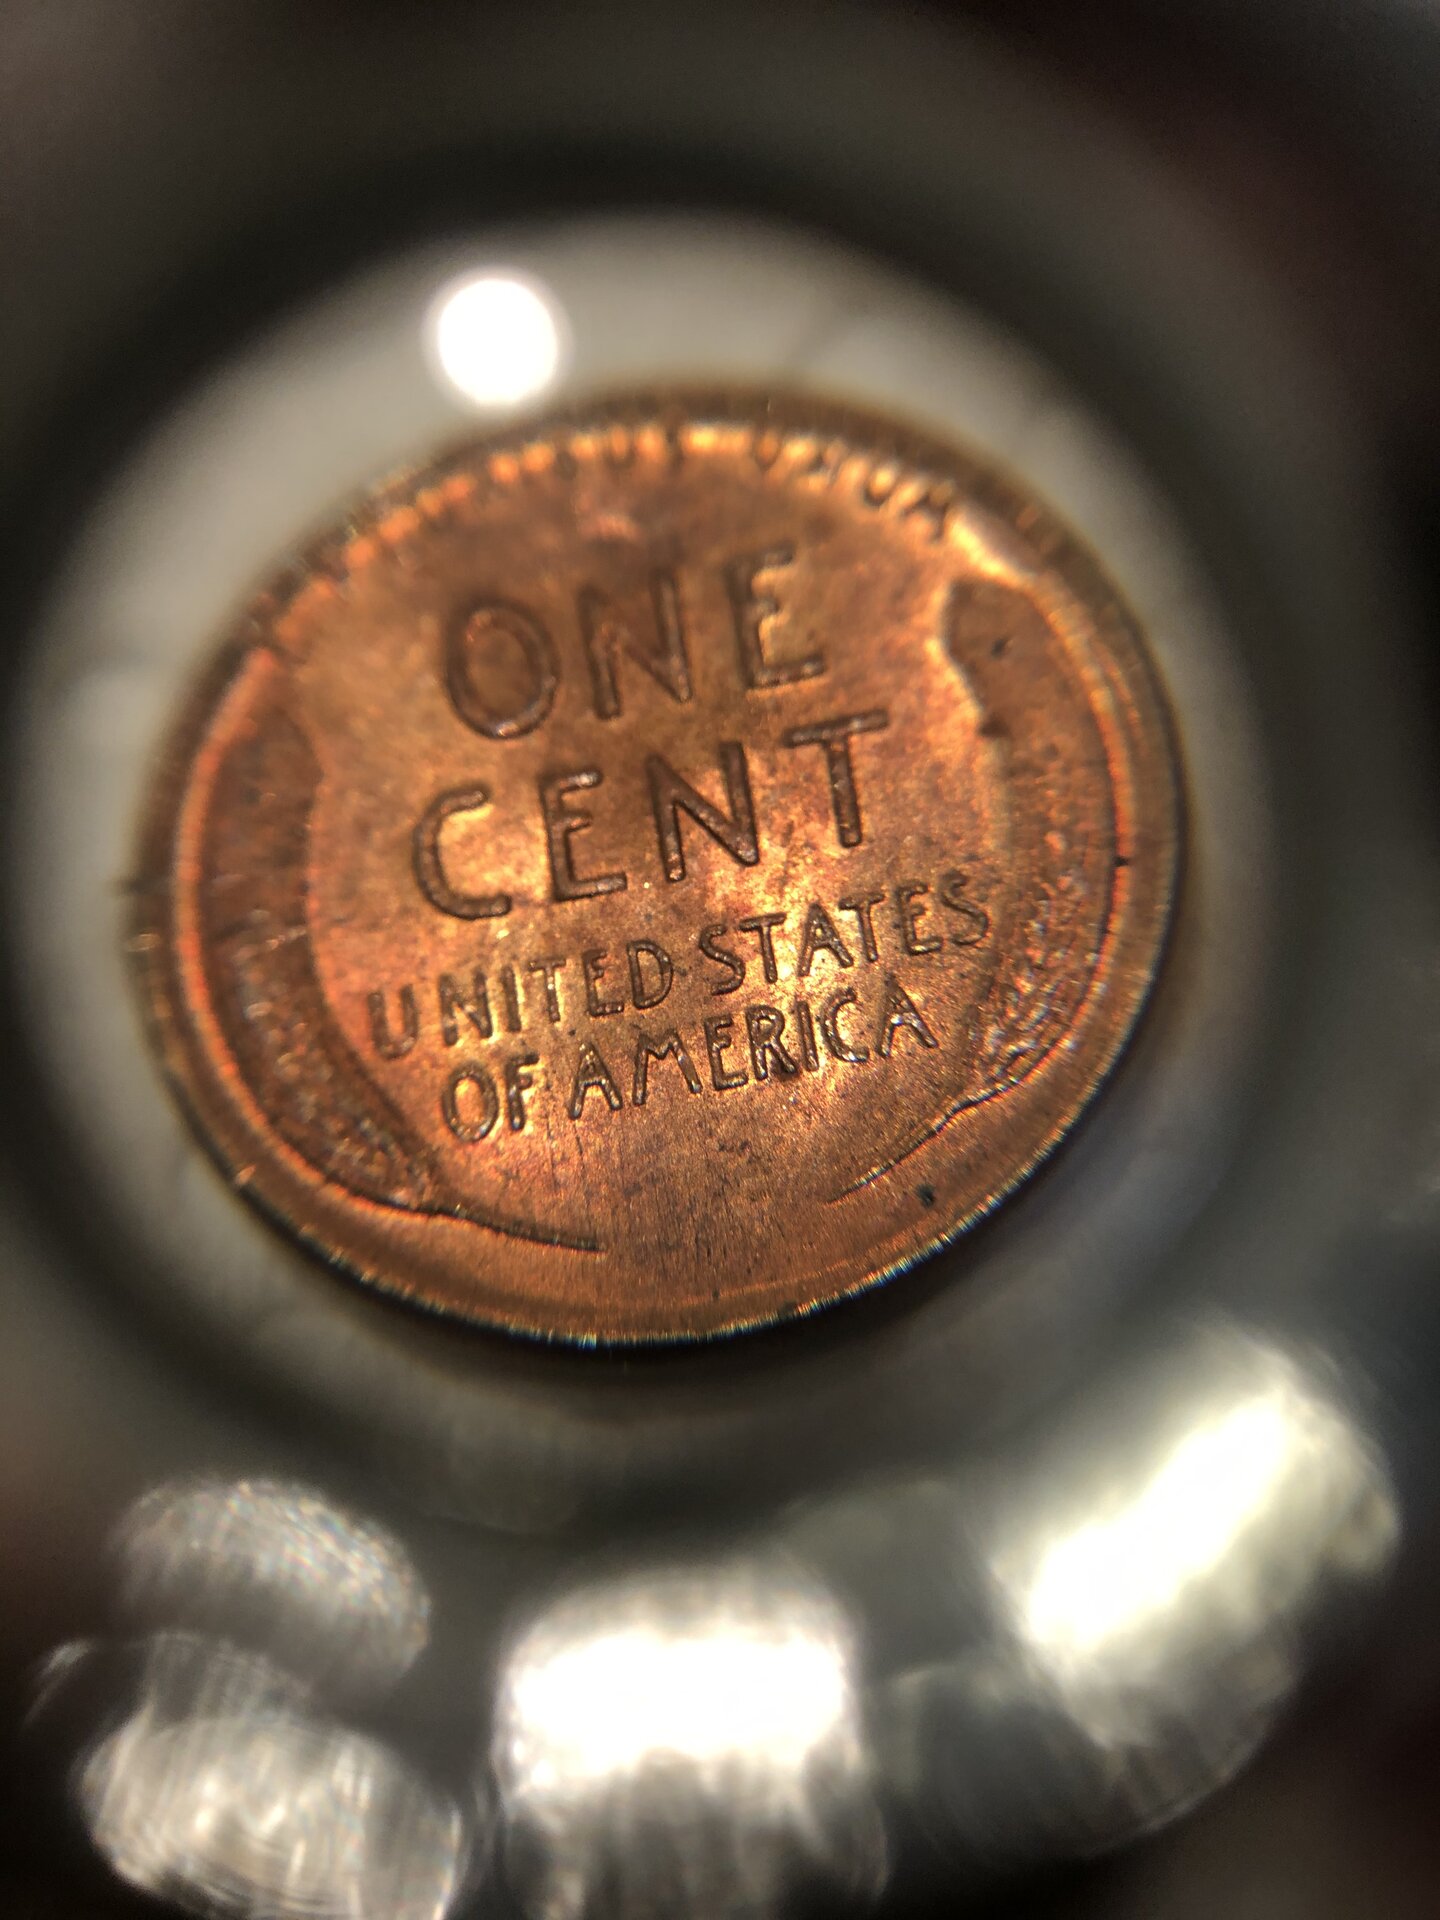 ONE
CENT
UNITED STATES
OF AMERICA